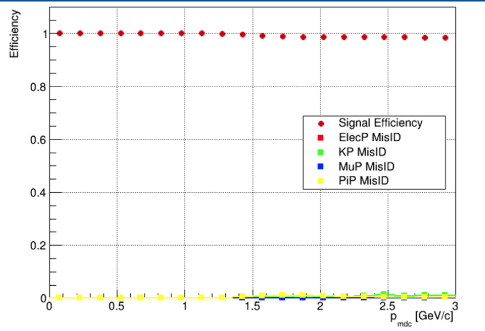 Efficiency
1
0.8
0.6
0.4
0.2
0
Signal Efficiency
ElecP MisID
KP MisID
MuP MisID
PiP MisID
0 0.5 1 1.5 2 2.5 3
p_mdc [GeV/c]